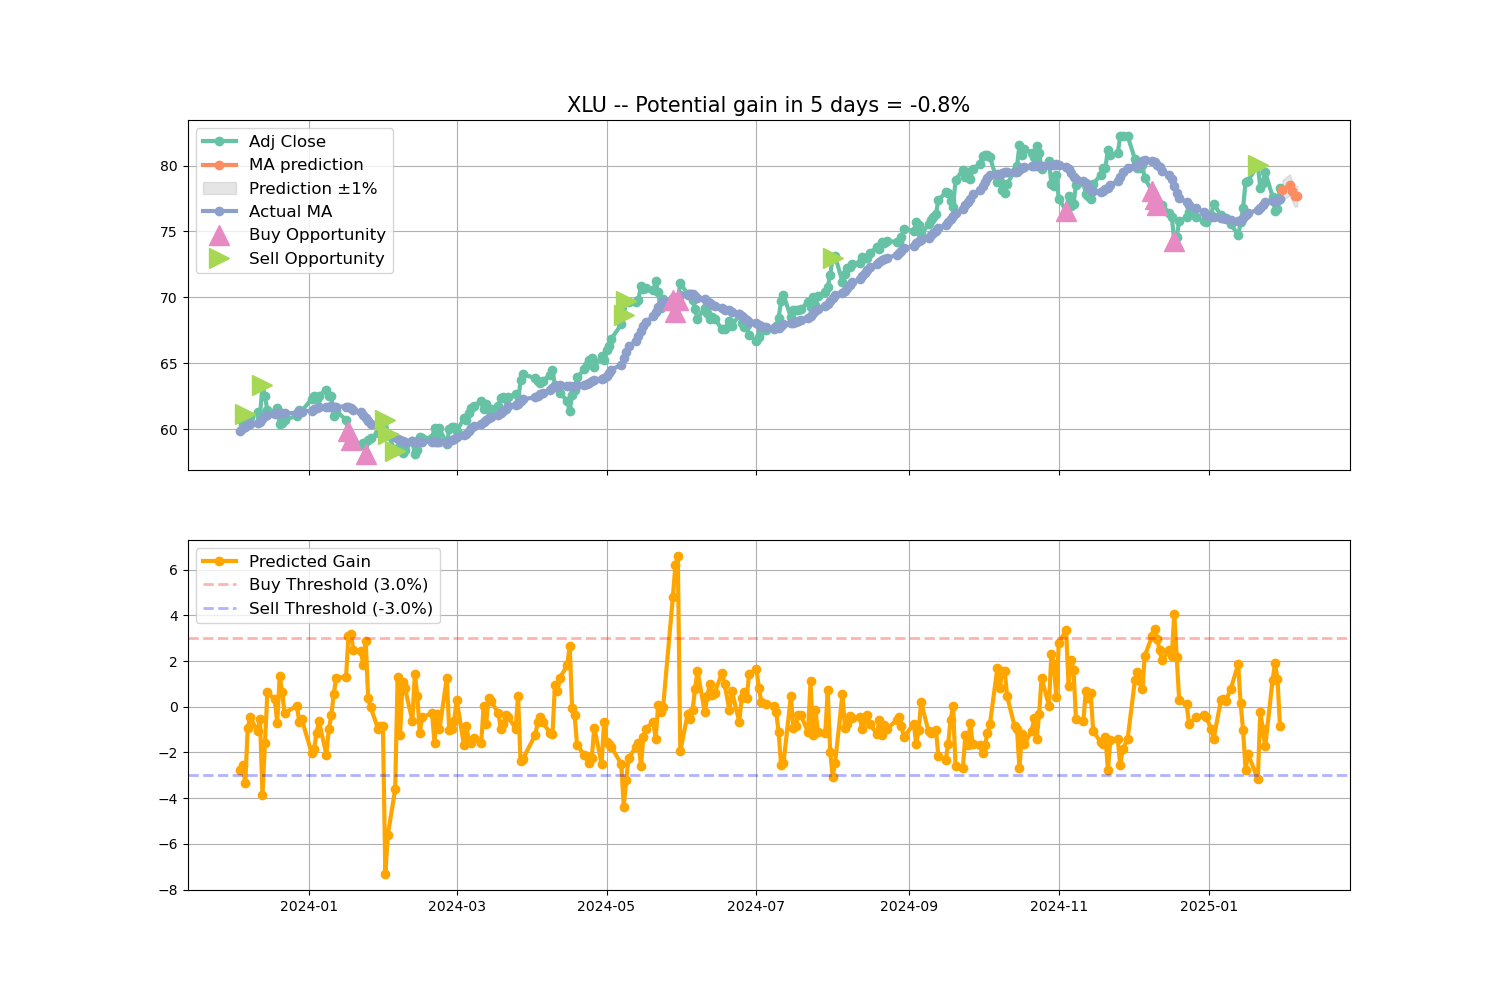 XLU -- Potential gain in 5 days = -0.8%
Adj Close
MA prediction
Prediction ±1%
Actual MA
Buy Opportunity
Sell Opportunity
80
75
70
65
60
Predicted Gain
Buy Threshold (3.0%)
Sell Threshold (-3.0%)
6
4
2
0
−2
−4
−6
−8
2024-01 2024-03 2024-05 2024-07 2024-09 2024-11 2025-01